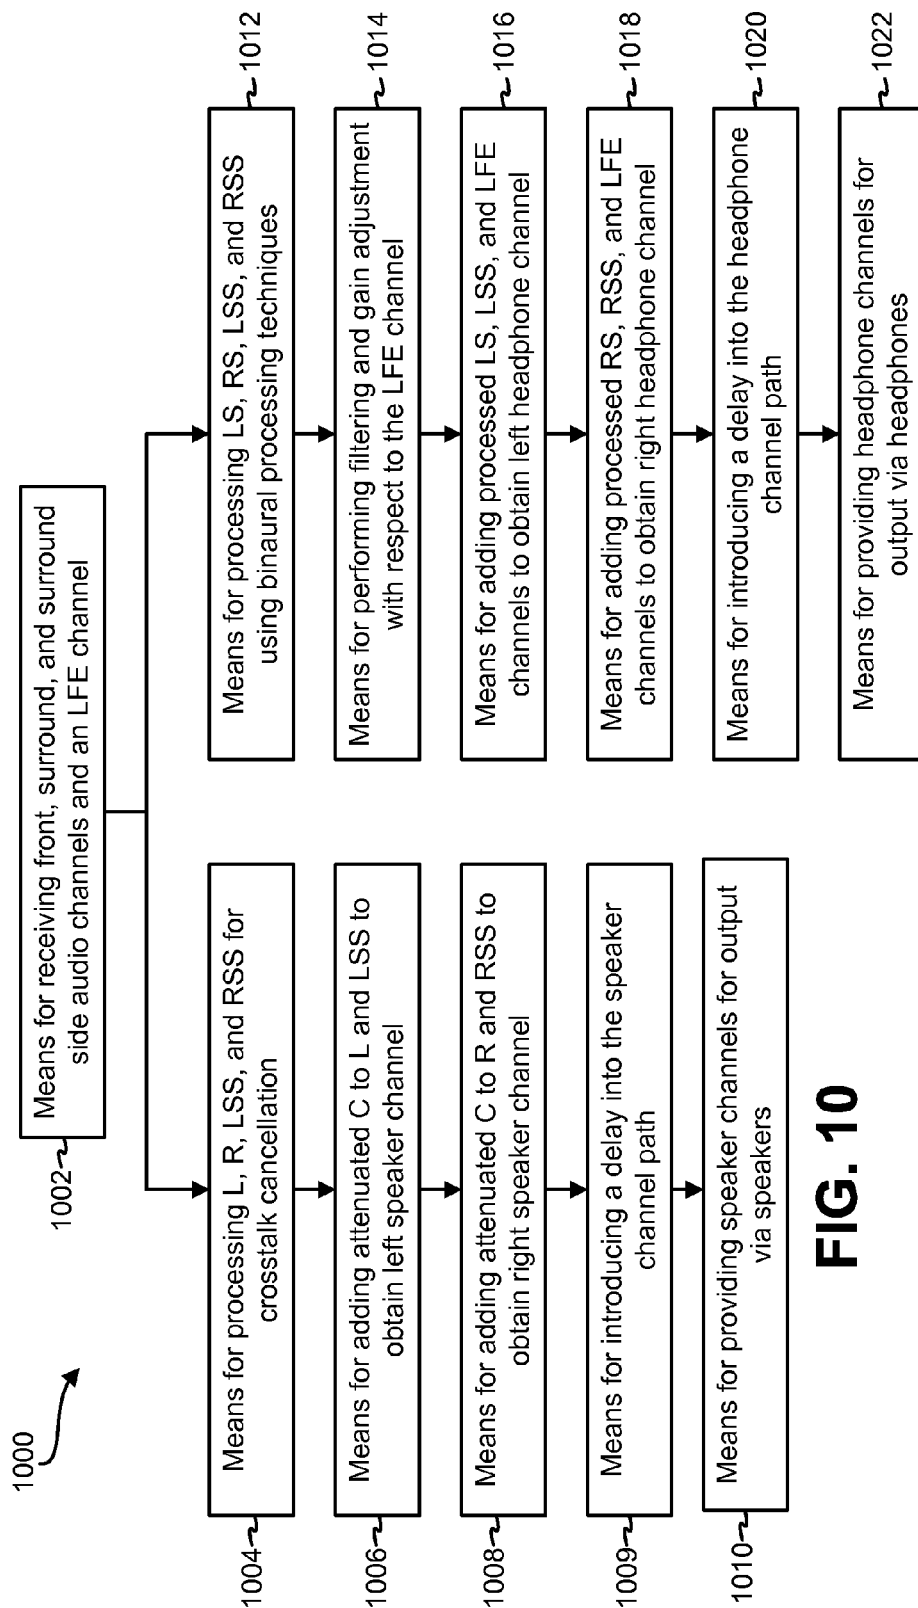 1000
1002
Means for receiving front, surround, and surround
side audio channels and an LFE channel
1004
Means for processing L, R, LSS, and RSS for
crosstalk cancellation
1006
Means for adding attenuated C to L and LSS to
obtain left speaker channel
1008
Means for adding attenuated C to R and RSS to
obtain right speaker channel
1009
Means for introducing a delay into the speaker
channel path
1010
Means for providing speaker channels for output
via speakers
Means for processing LS, RS, LSS, and RSS
using binaural processing techniques
1012
Means for performing filtering and gain adjustment
with respect to the LFE channel
1014
Means for adding processed LS, LSS, and LFE
channels to obtain left headphone channel
1016
Means for adding processed RS, RSS, and LFE
channels to obtain right headphone channel
1018
Means for introducing a delay into the headphone
channel path
1020
Means for providing headphone channels for
output via headphones
1022
FIG. 10